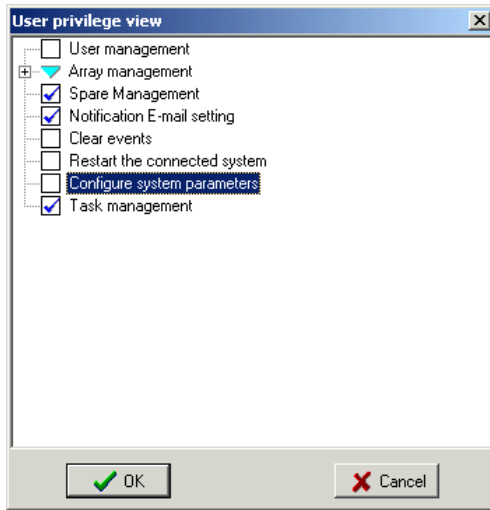 User privilege view
User management
Array management
Spare Management
Notification E-mail setting
Clear events
Restart the connected system
Configure system parameters
Task management
OK
Cancel